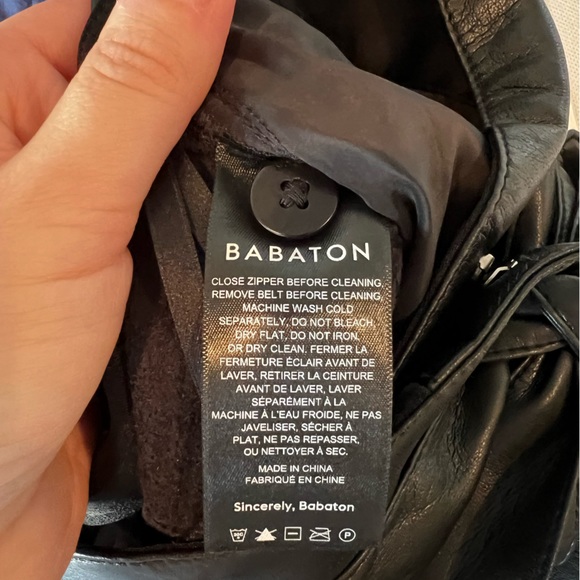 BABATON
CLOSE ZIPPER BEFORE CLEANING,
REMOVE BELT BEFORE CLEANING,
MACHINE WASH COLD
SEPARATELY, DO NOT BLEACH,
DRY FLAT, DO NOT IRON,
OR DRY CLEAN. FERMER LA
FERMETURE ÉCLAIR AVANT DE
LAVER, RETIRER LA CEINTURE
AVANT DE LAVER, LAVER
SÉPARÉMENT À LA
MACHINE À L'EAU FROIDE, NE PAS
JAVELISER, SÉCHER À
PLAT, NE PAS REPASSER,
OU NETTOYER À SEC.
MADE IN CHINA
FABRIQUÉ EN CHINE
Sincerely, Babaton
P